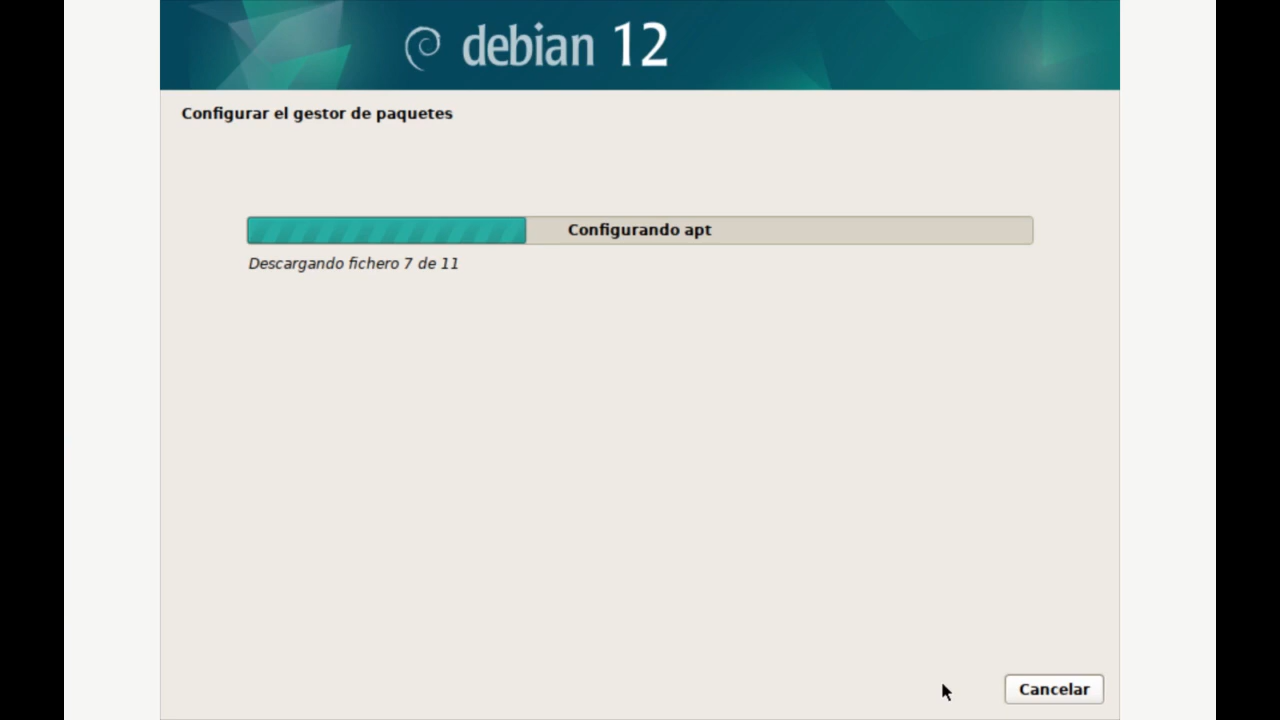 debian 12
Configurar el gestor de paquetes
Configurando apt
Descargando fichero 7 de 11
Cancelar